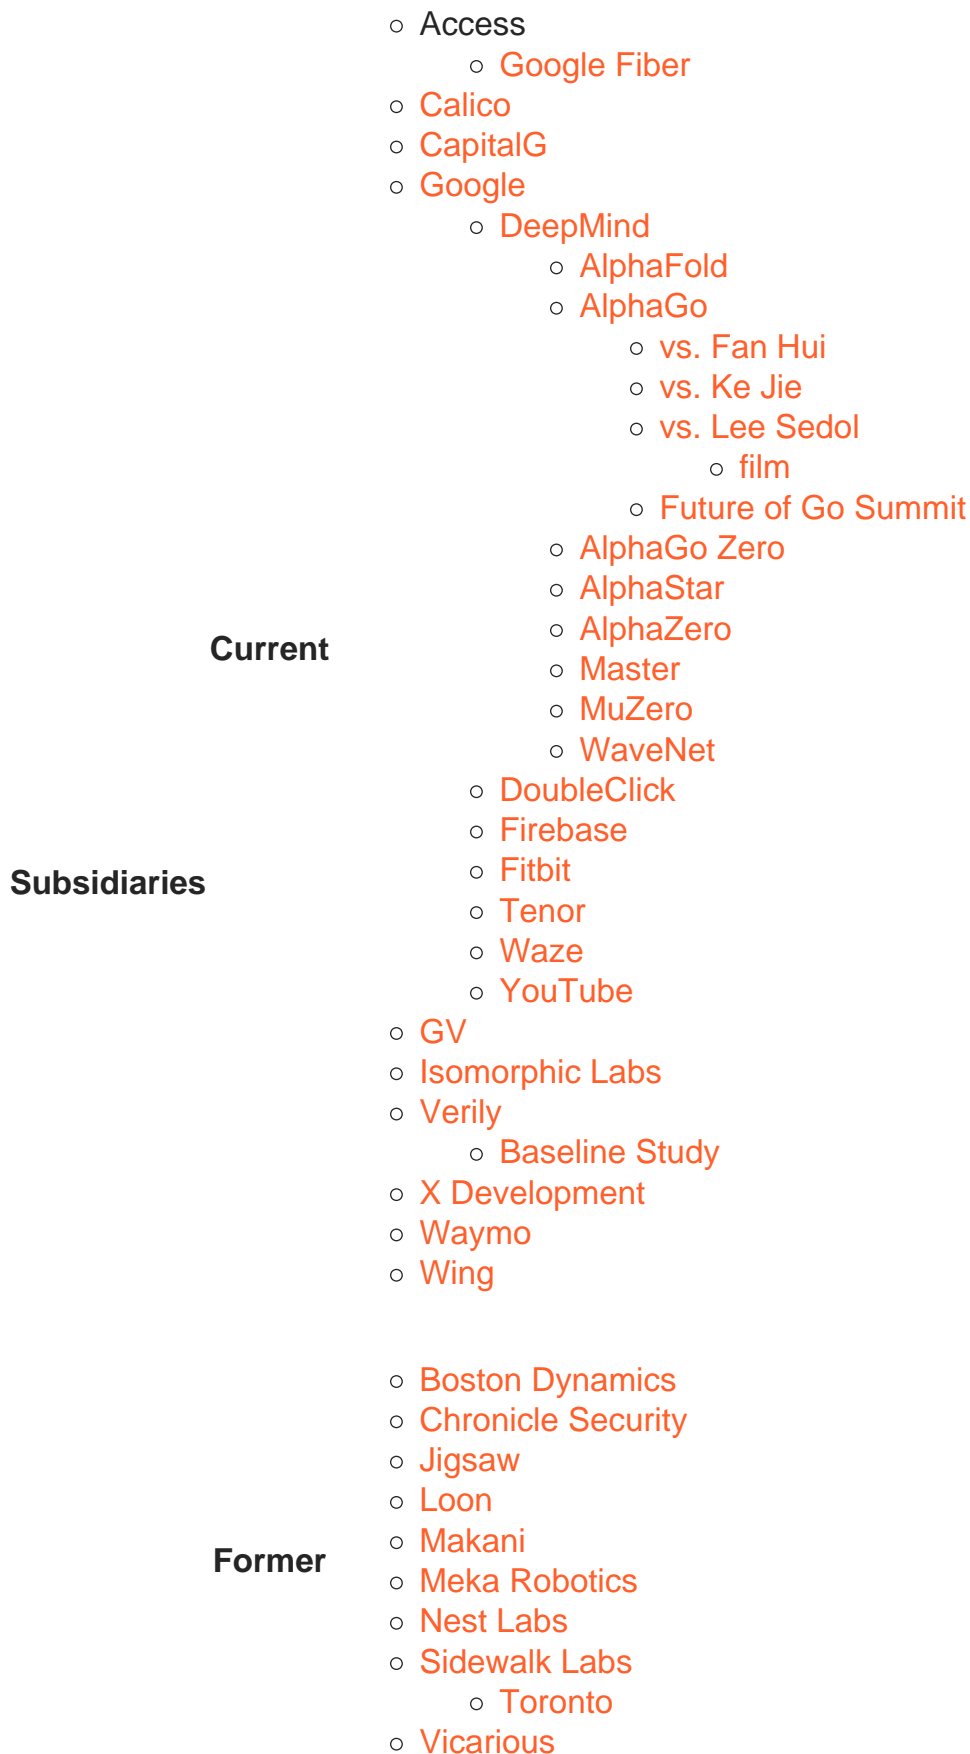 Access
Google Fiber
Calico
CapitalG
Google
DeepMind
AlphaFold
AlphaGo
vs. Fan Hui
vs. Ke Jie
vs. Lee Sedol
film
Future of Go Summit
AlphaGo Zero
AlphaStar
AlphaZero
Current
Master
MuZero
WaveNet
DoubleClick
Firebase
Fitbit
Subsidiaries
Tenor
Waze
YouTube
GV
Isomorphic Labs
Verily
Baseline Study
X Development
Waymo
Wing
Boston Dynamics
Chronicle Security
Jigsaw
Loon
Makani
Former
Meka Robotics
Nest Labs
Sidewalk Labs
Toronto
Vicarious